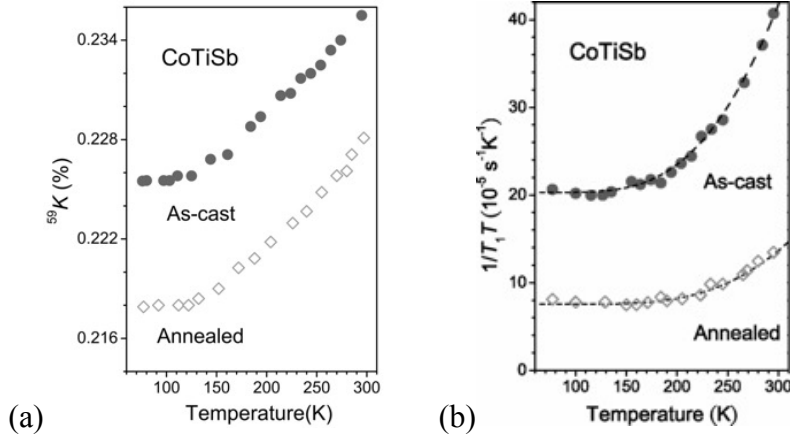 CoTiSb
As-cast
Annealed
0.234
0.228
0.222
0.216
⁵⁹K (%)
100 150 200 250 300
Temperature(K)
(a)
CoTiSb
As-cast
Annealed
40
30
20
10
0
1/T₁T (10⁻⁵ s⁻¹K⁻¹)
100 150 200 250 300
Temperature (K)
(b)